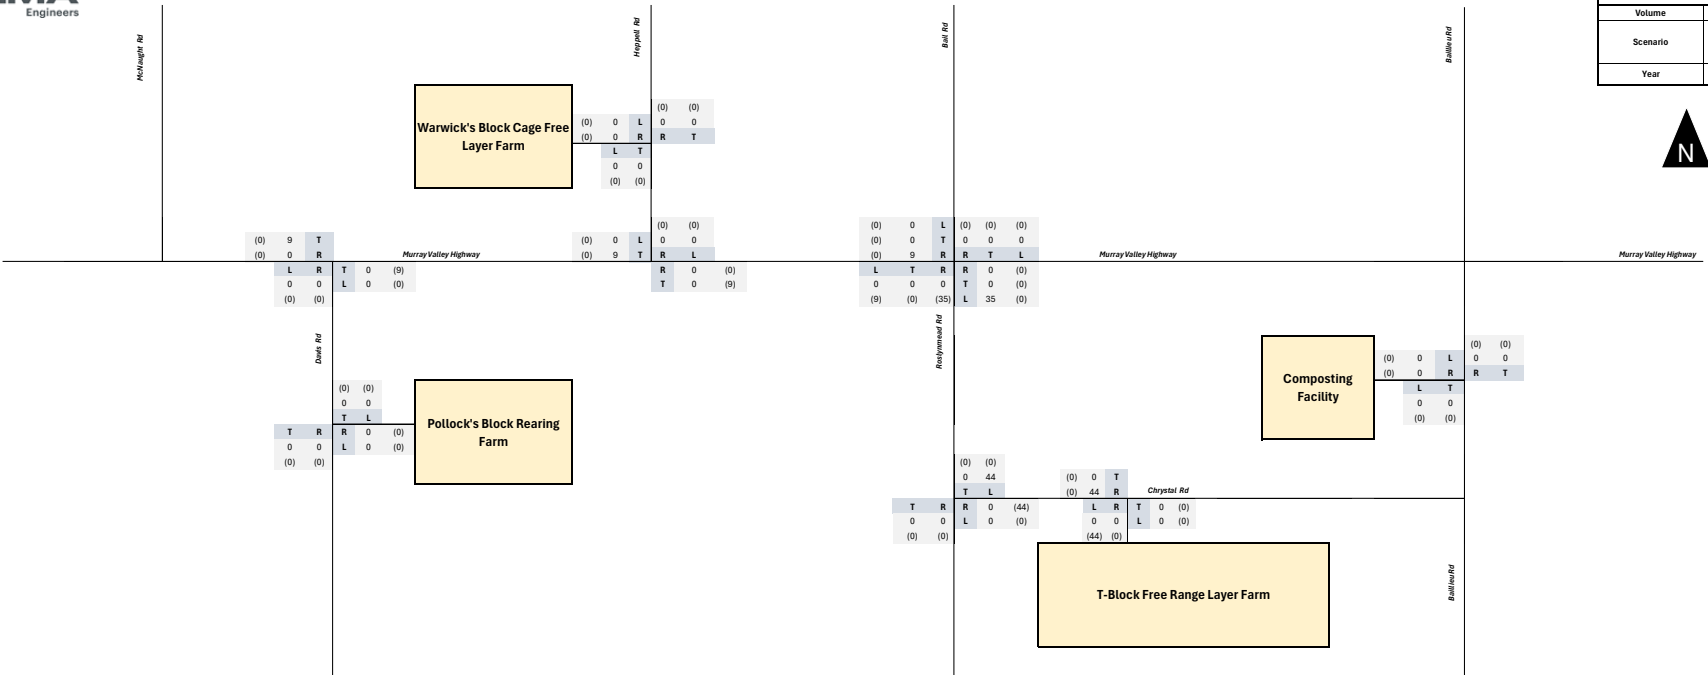 Engineers
Volume
Scenario
Year
N
McNaught Rd
Heppell Rd
Ball Rd
Baillieu Rd
Warwick's Block Cage Free
Layer Farm
(0) (0)
(0) 0 L 0 0
(0) 0 R R T
L T
0 0
(0) (0)
(0) 9 T
(0) 0 R
L R T 0 (9)
0 0 L 0 (0)
(0) (0)
Murray Valley Highway
(0) (0)
(0) 0 L 0 0
(0) 9 T R L
R 0 (0)
T 0 (9)
(0) 0 L (0) (0) (0)
(0) 0 T 0 0 0
(0) 9 R R T L
L T R R 0 (0)
0 0 0 T 0 (0)
(9) (0) (35) L 35 (0)
Murray Valley Highway
Murray Valley Highway
Davis Rd
Roslynmead Rd
(0) (0)
0 0
T L
T R R 0 (0)
0 0 L 0 (0)
(0) (0)
Pollock's Block Rearing
Farm
Composting
Facility
(0) (0)
(0) 0 L 0 0
(0) 0 R R T
L T
0 0
(0) (0)
(0) (0)
0 44
T L
T R R 0 (44)
0 0 L 0 (0)
(0) (0)
(0) 0 T
(0) 44 R
L R T 0 (0)
0 0 L 0 (0)
(44) (0)
Chrystal Rd
T-Block Free Range Layer Farm
Baillieu Rd